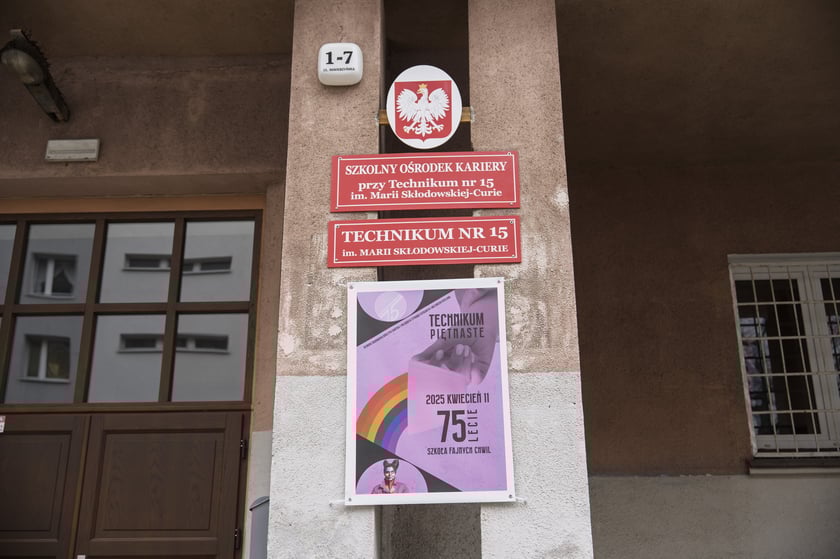 1-7
SZKOLNY OŚRODEK KARIERY
przy Technikum nr 15
im. Marii Skłodowskiej-Curie
TECHNIKUM NR 15
im. MARII SKŁODOWSKIEJ-CURIE
TECHNIKUM
PIĘTNASTE
2025 KWIECIEŃ 11
75
LECIE
SZKOŁA FAJNYCH CHWIL